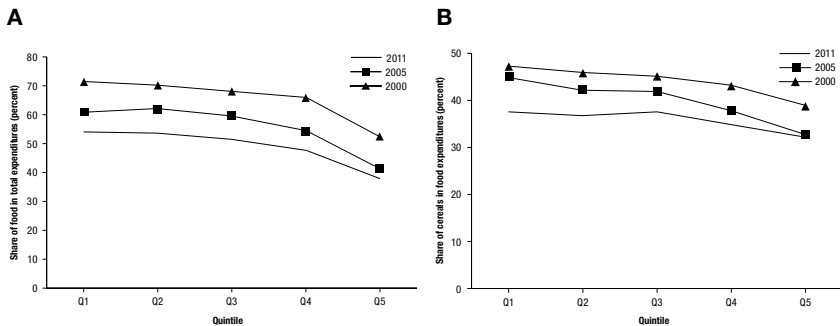 A
Share of food in total expenditures (percent)
80
70
60
50
40
30
20
10
0
2011
2005
2000
Q1 Q2 Q3 Q4 Q5
Quintile
B
Share of cereals in food expenditures (percent)
50
40
30
20
10
0
2011
2005
2000
Q1 Q2 Q3 Q4 Q5
Quintile